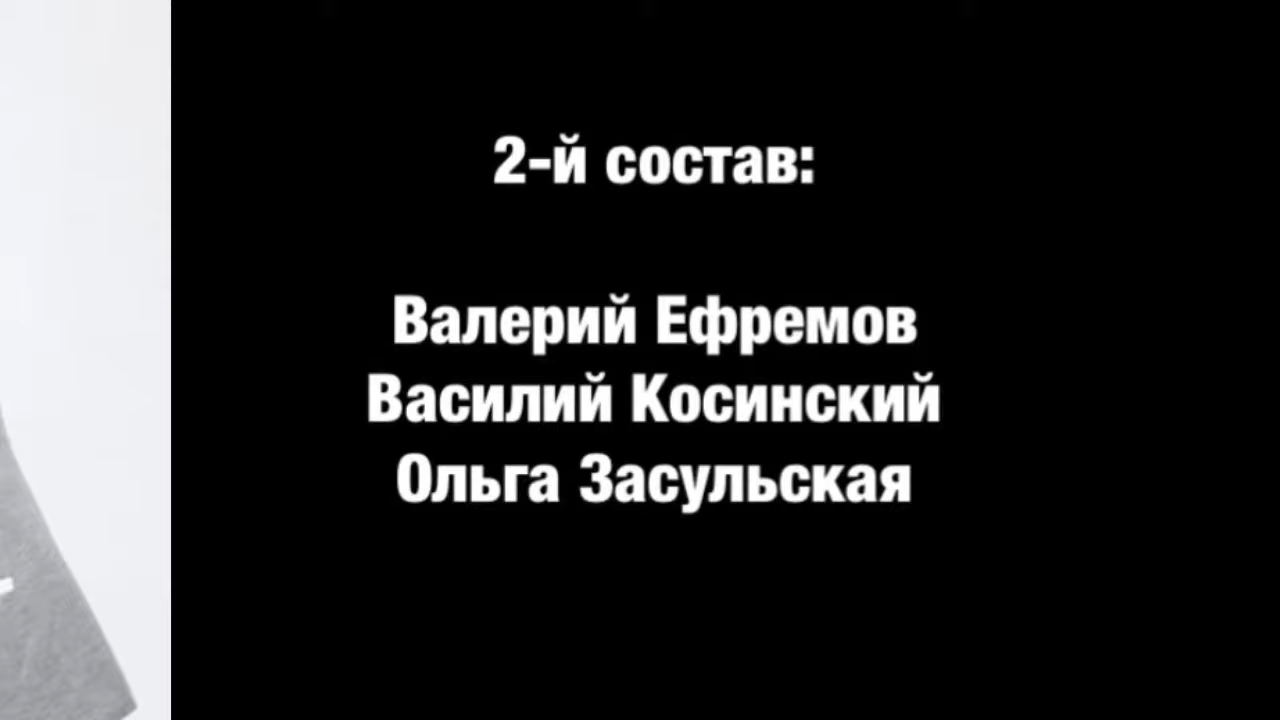 2-й состав:
Валерий Ефремов
Василий Косинский
Ольга Засульская